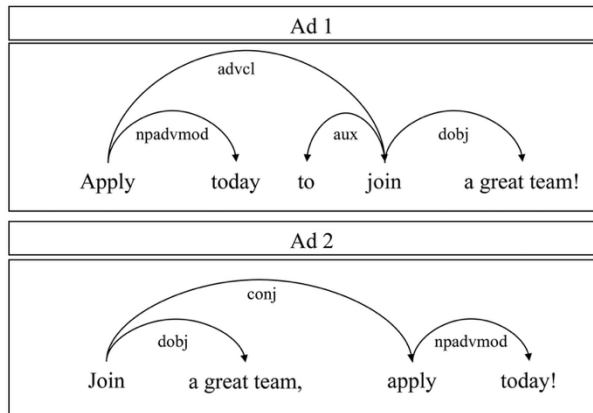 Ad 1
advcl
npadvmod
aux
dobj
Apply today to join a great team!
Ad 2
conj
dobj
npadvmod
Join a great team, apply today!